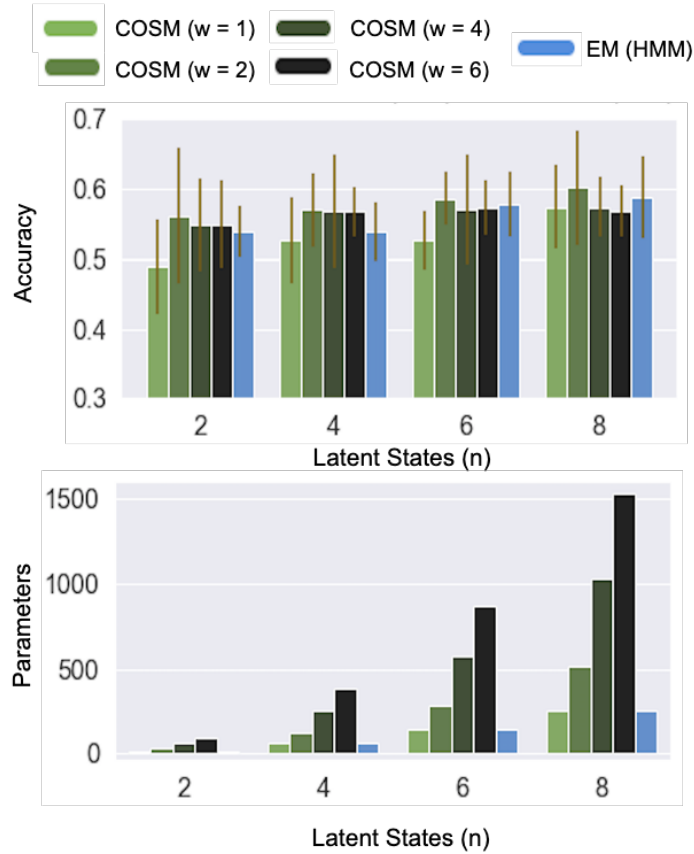 COSM (w = 1) COSM (w = 4)
EM (HMM)
COSM (w = 2) COSM (w = 6)
0.7
0.6
0.5
0.4
0.3
Accuracy
2 4 6 8
Latent States (n)
1500
1000
500
0
Parameters
2 4 6 8
Latent States (n)